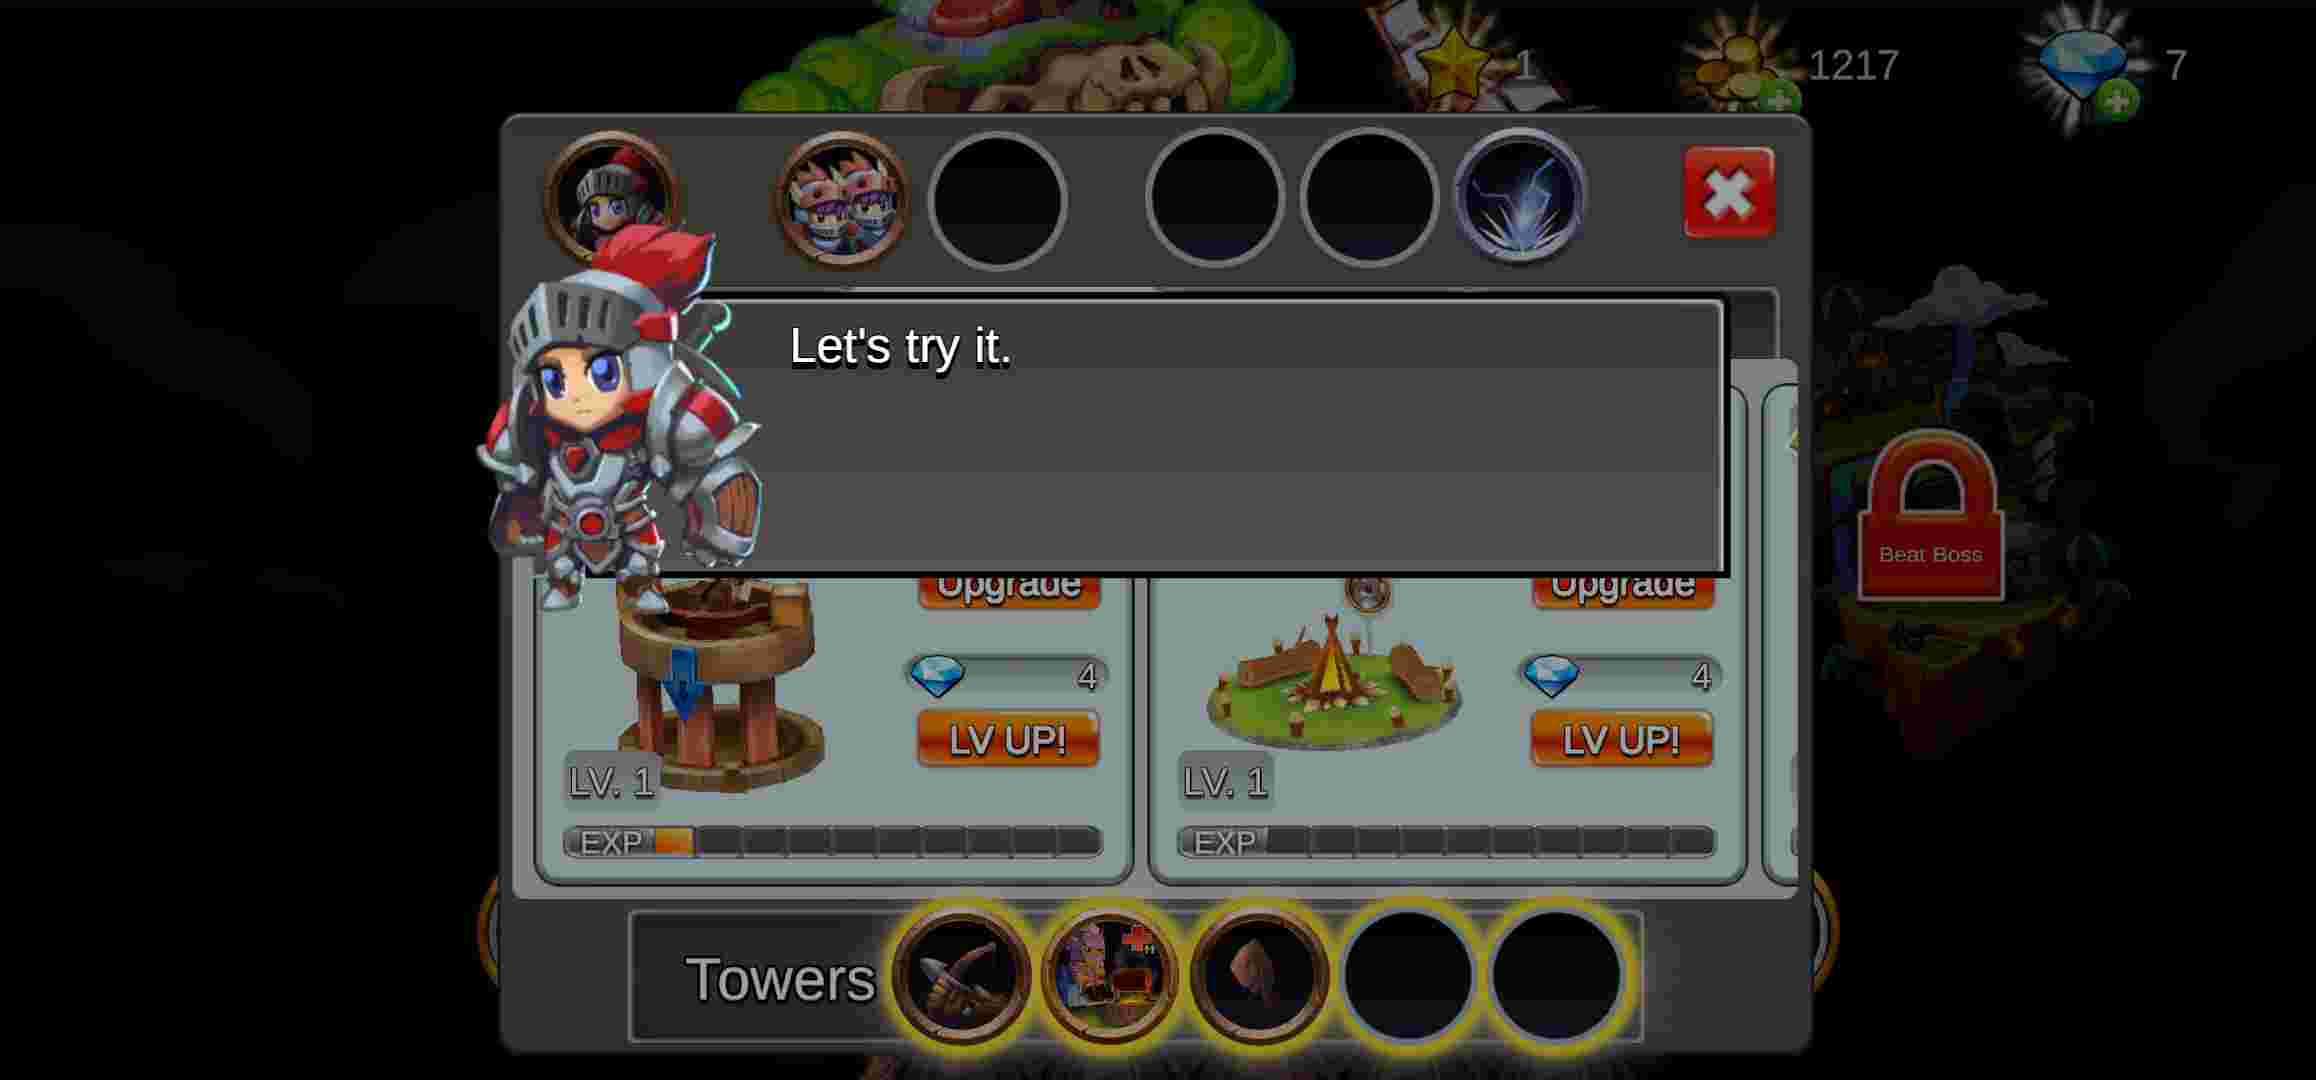 1
1217
7
Let's try it.
Beat Boss
Upgrade
Upgrade
4
4
LV UP!
LV UP!
LV. 1
LV. 1
EXP
EXP
Towers